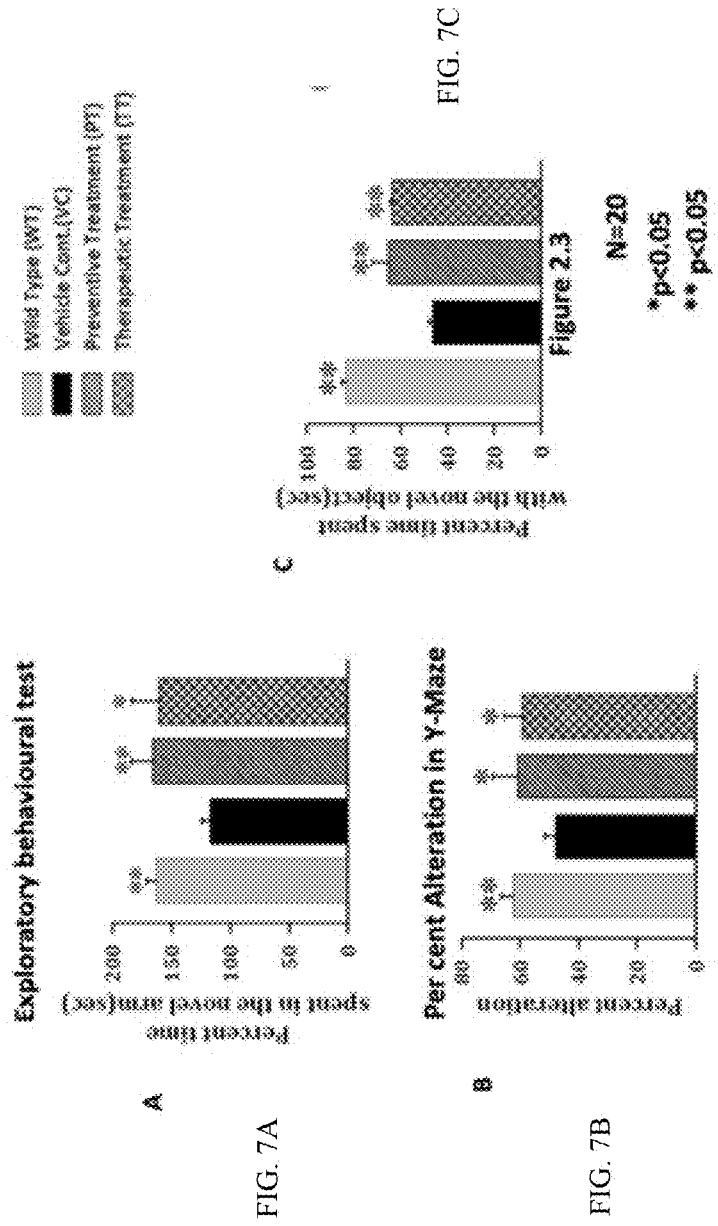 Wild Type (WT)
Vehicle Cont.(VC)
Preventive Treatment (PT)
Therapeutic Treatment (TT)
Exploratory behavioural test
A
Percent time
spent in the novel arm(sec)
200
150
100
50
0
**
*
**
*
FIG. 7A
Per cent Alteration in Y-Maze
B
Percent alteration
80
60
40
20
0
**
*
*
FIG. 7B
C
Percent time spent
with the novel object(sec)
100
80
60
40
20
0
**
**
**
Figure 2.3
N=20
*p<0.05
** p<0.05
FIG. 7C